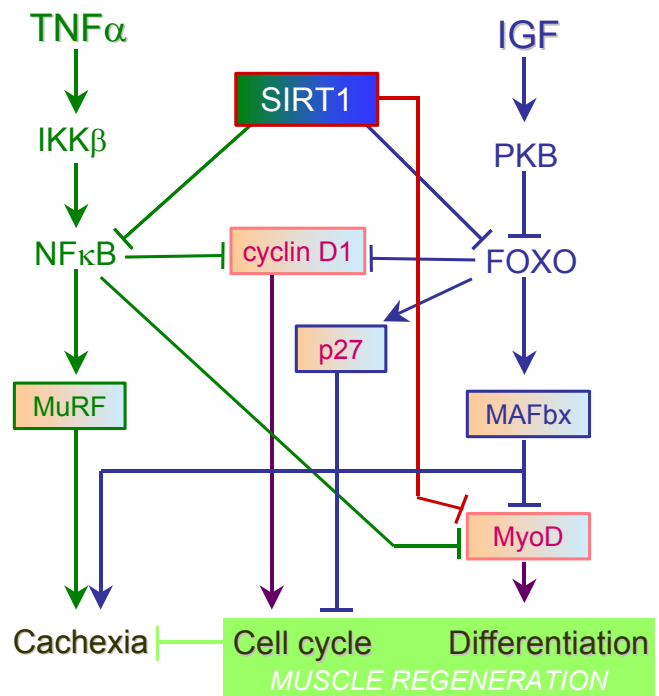 TNFα
IGF
SIRT1
IKKβ
PKB
NFκB
cyclin D1
FOXO
p27
MuRF
MAFbx
MyoD
Cachexia
Cell cycle
Differentiation
MUSCLE REGENERATION